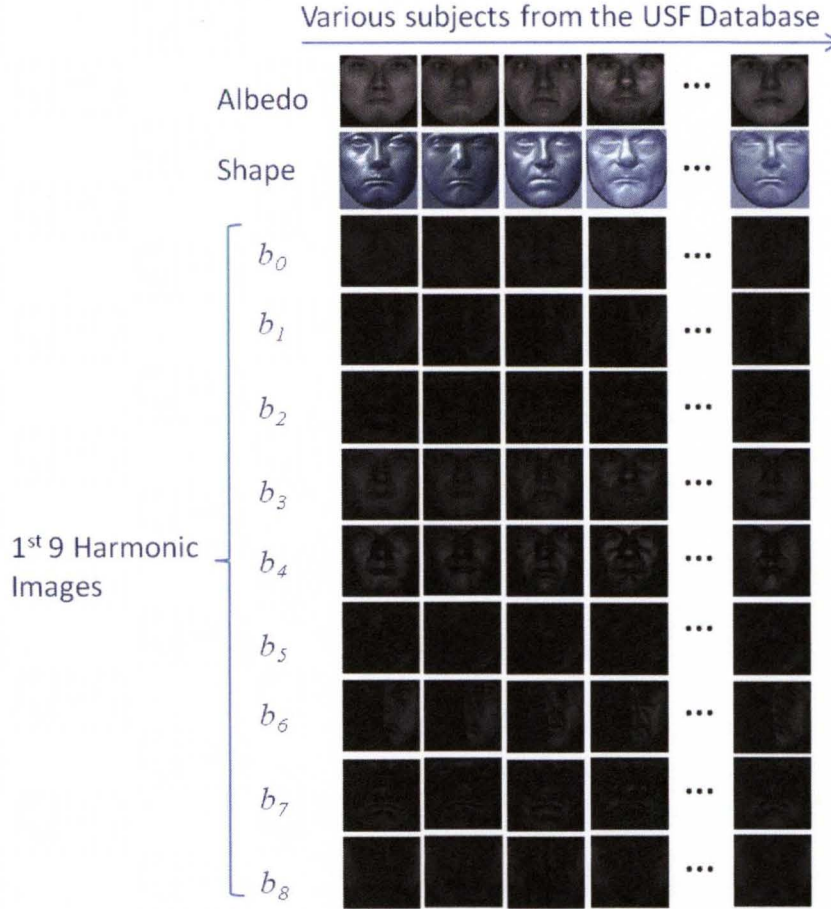 Various subjects from the USF Database
Albedo ...
Shape ...
b₀ ...
b₁ ...
b₂ ...
b₃ ...
1st 9 Harmonic
Images
b₄ ...
b₅ ...
b₆ ...
b₇ ...
b₈ ...